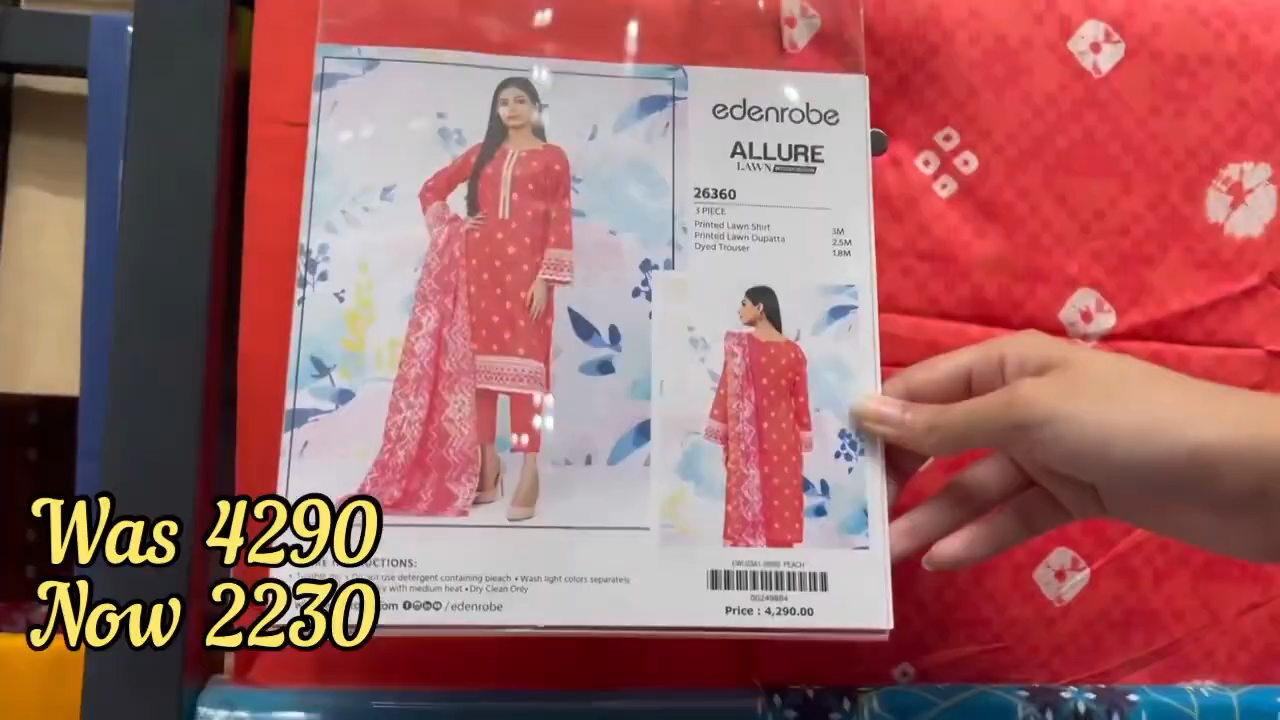 edenrobe
ALLURE
LAWN
26360
3 PIECE
Printed Lawn Shirt 3M
Printed Lawn Dupatta 2.5M
Dyed Trouser 1.8M
Was 4290
Now 2230
UCTIONS:
use detergent containing bleach • Wash light colors separately
with medium heat • Dry Clean Only
/edenrobe
PEACH
00249884
Price : 4,290.00